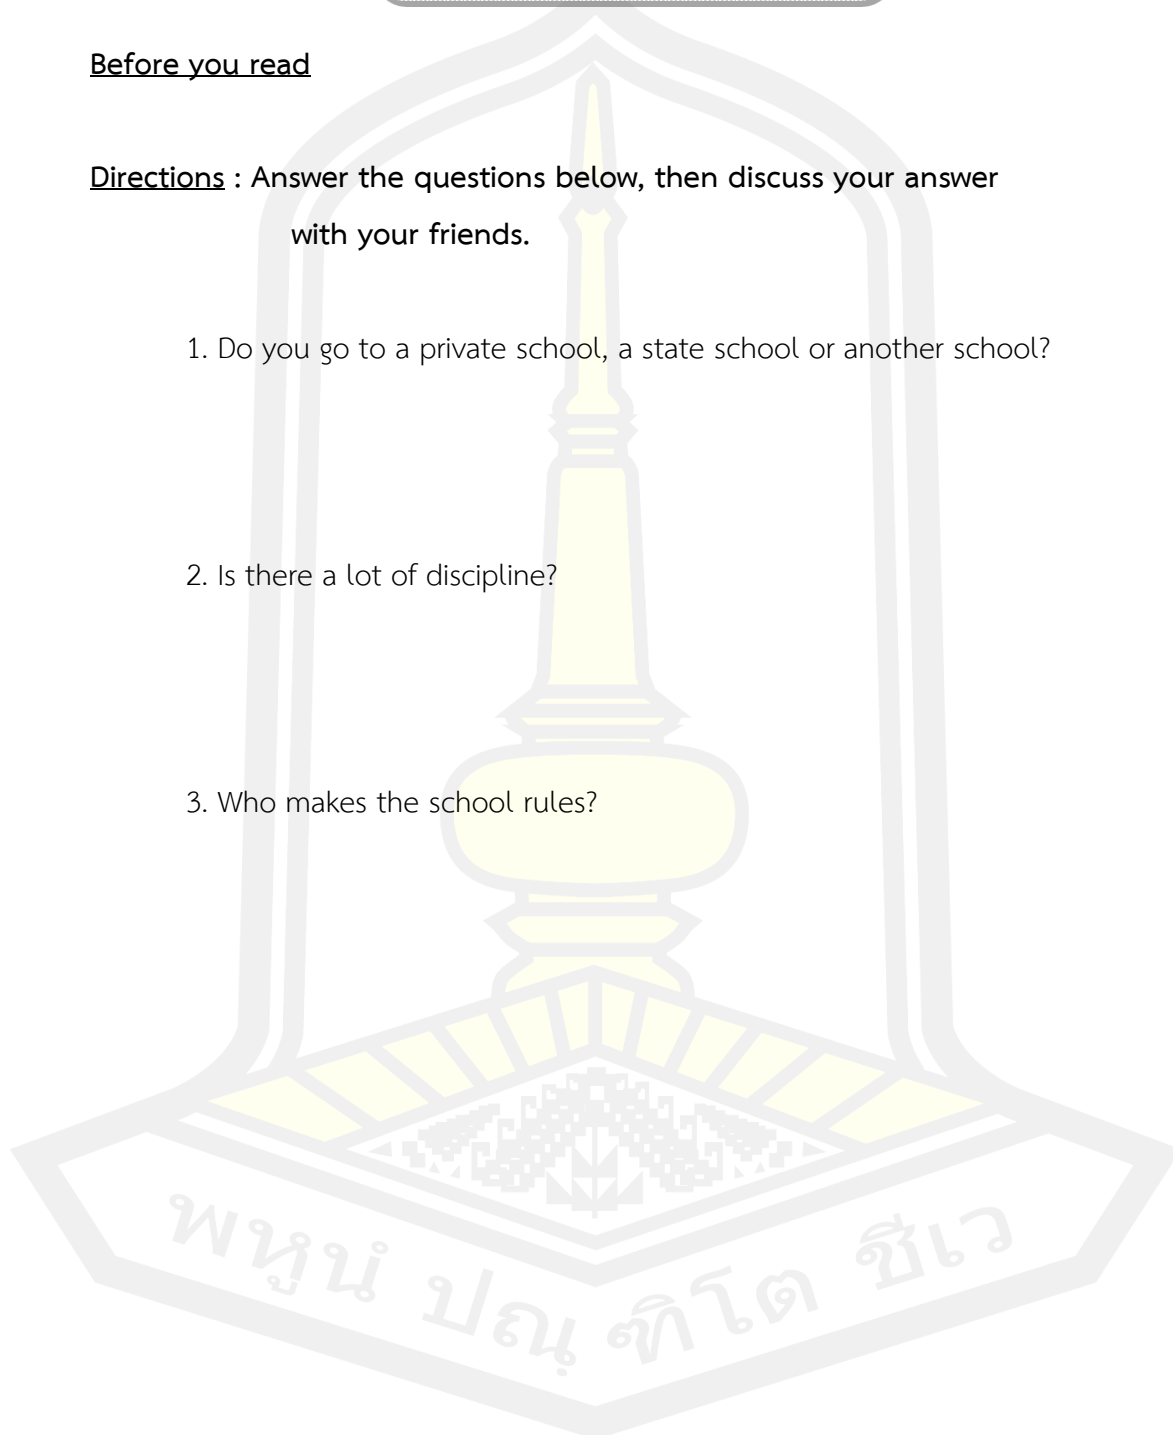 Before you read
Directions : Answer the questions below, then discuss your answer
with your friends.
1. Do you go to a private school, a state school or another school?
2. Is there a lot of discipline?
3. Who makes the school rules?
พหูนํ ปณฺฑิโต ชีเว